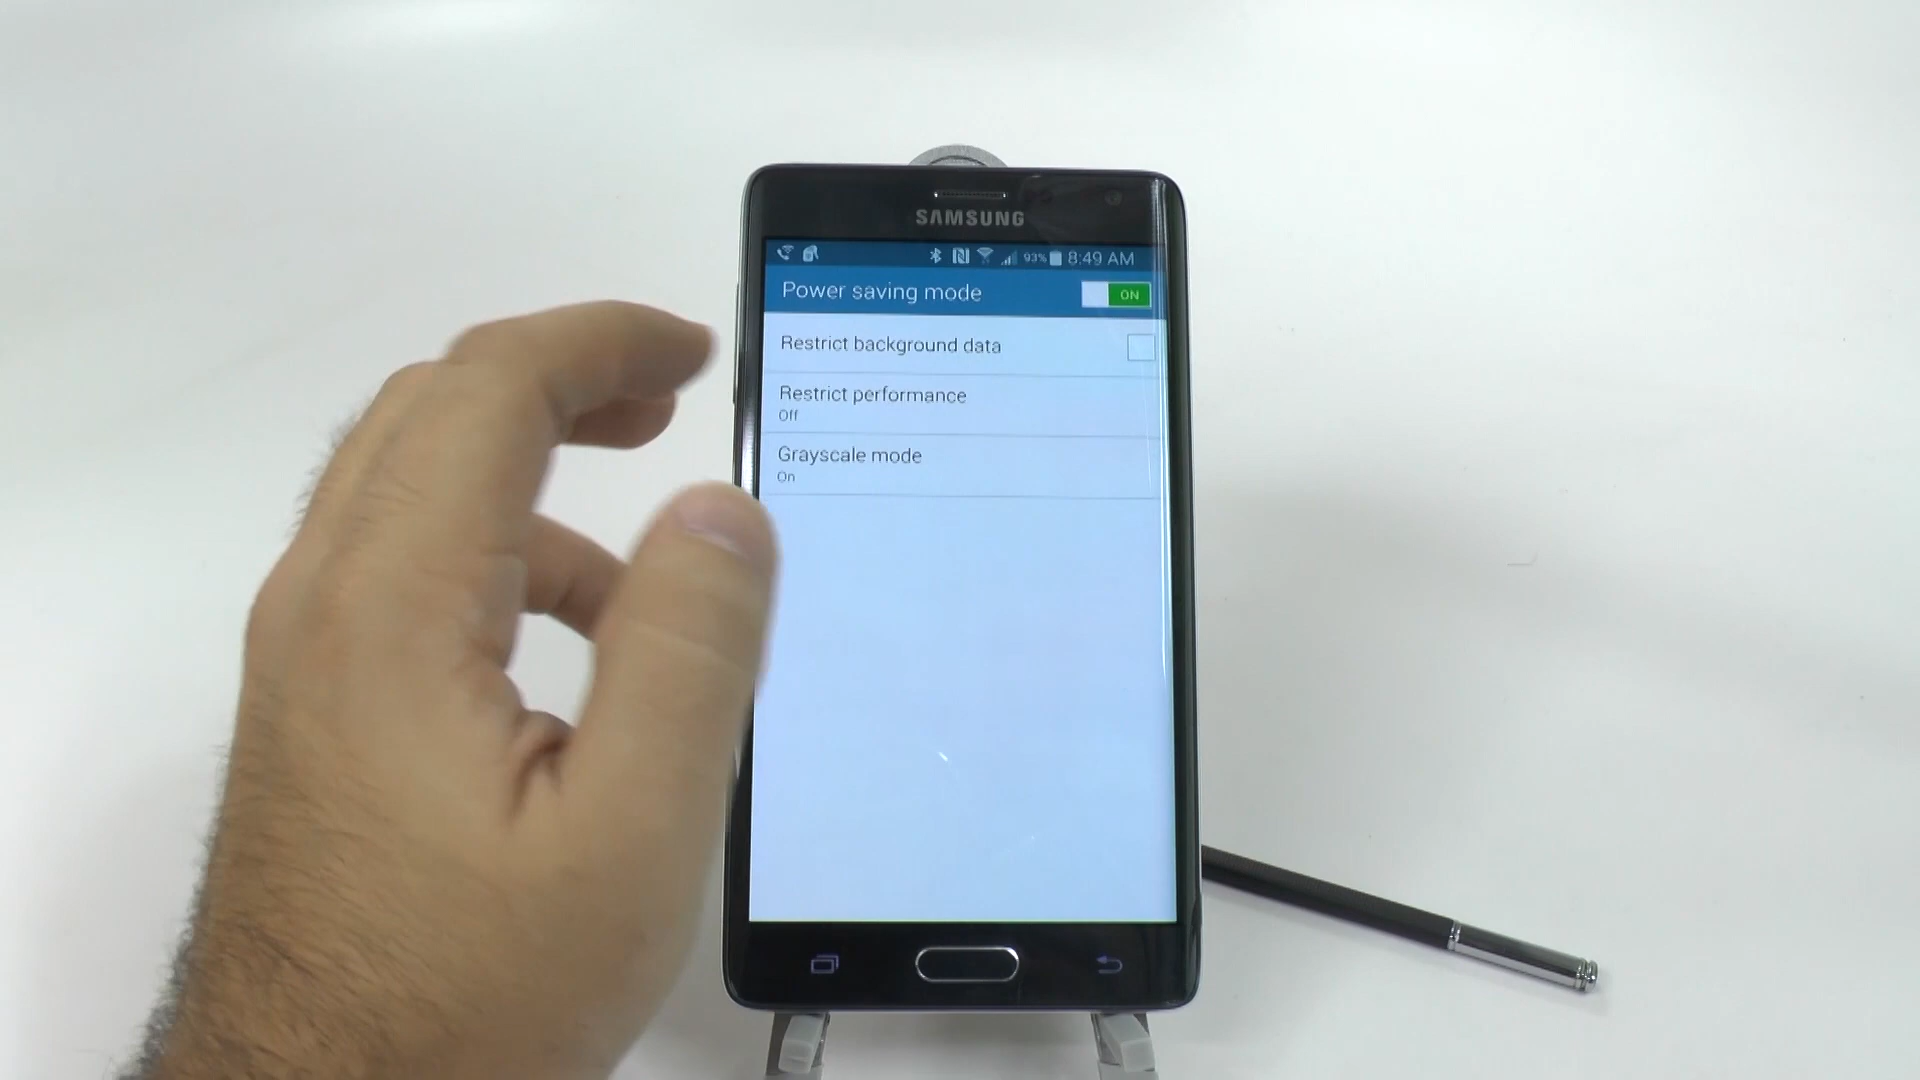 SAMSUNG
93% 8:49 AM
Power saving mode ON
Restrict background data
Restrict performance
Off
Grayscale mode
On